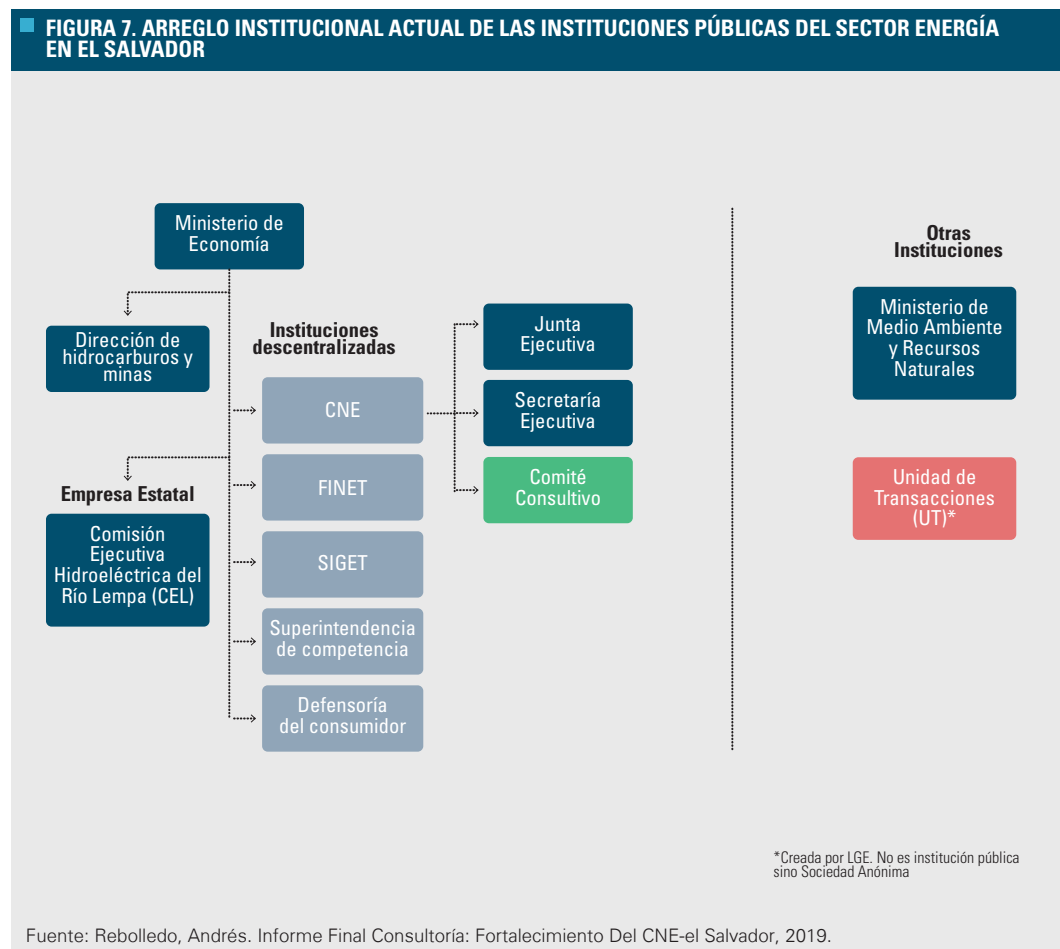 FIGURA 7. ARREGLO INSTITUCIONAL ACTUAL DE LAS INSTITUCIONES PÚBLICAS DEL SECTOR ENERGÍA
EN EL SALVADOR
Ministerio de
Economía
Dirección de
hidrocarburos y
minas
Empresa Estatal
Comisión
Ejecutiva
Hidroeléctrica del
Río Lempa (CEL)
Instituciones
descentralizadas
CNE
FINET
SIGET
Superintendencia
de competencia
Defensoría
del consumidor
Junta
Ejecutiva
Secretaría
Ejecutiva
Comité
Consultivo
Otras
Instituciones
Ministerio de
Medio Ambiente
y Recursos
Naturales
Unidad de
Transacciones
(UT)*
*Creada por LGE. No es institución pública
sino Sociedad Anónima
Fuente: Rebolledo, Andrés. Informe Final Consultoría: Fortalecimiento Del CNE-el Salvador, 2019.